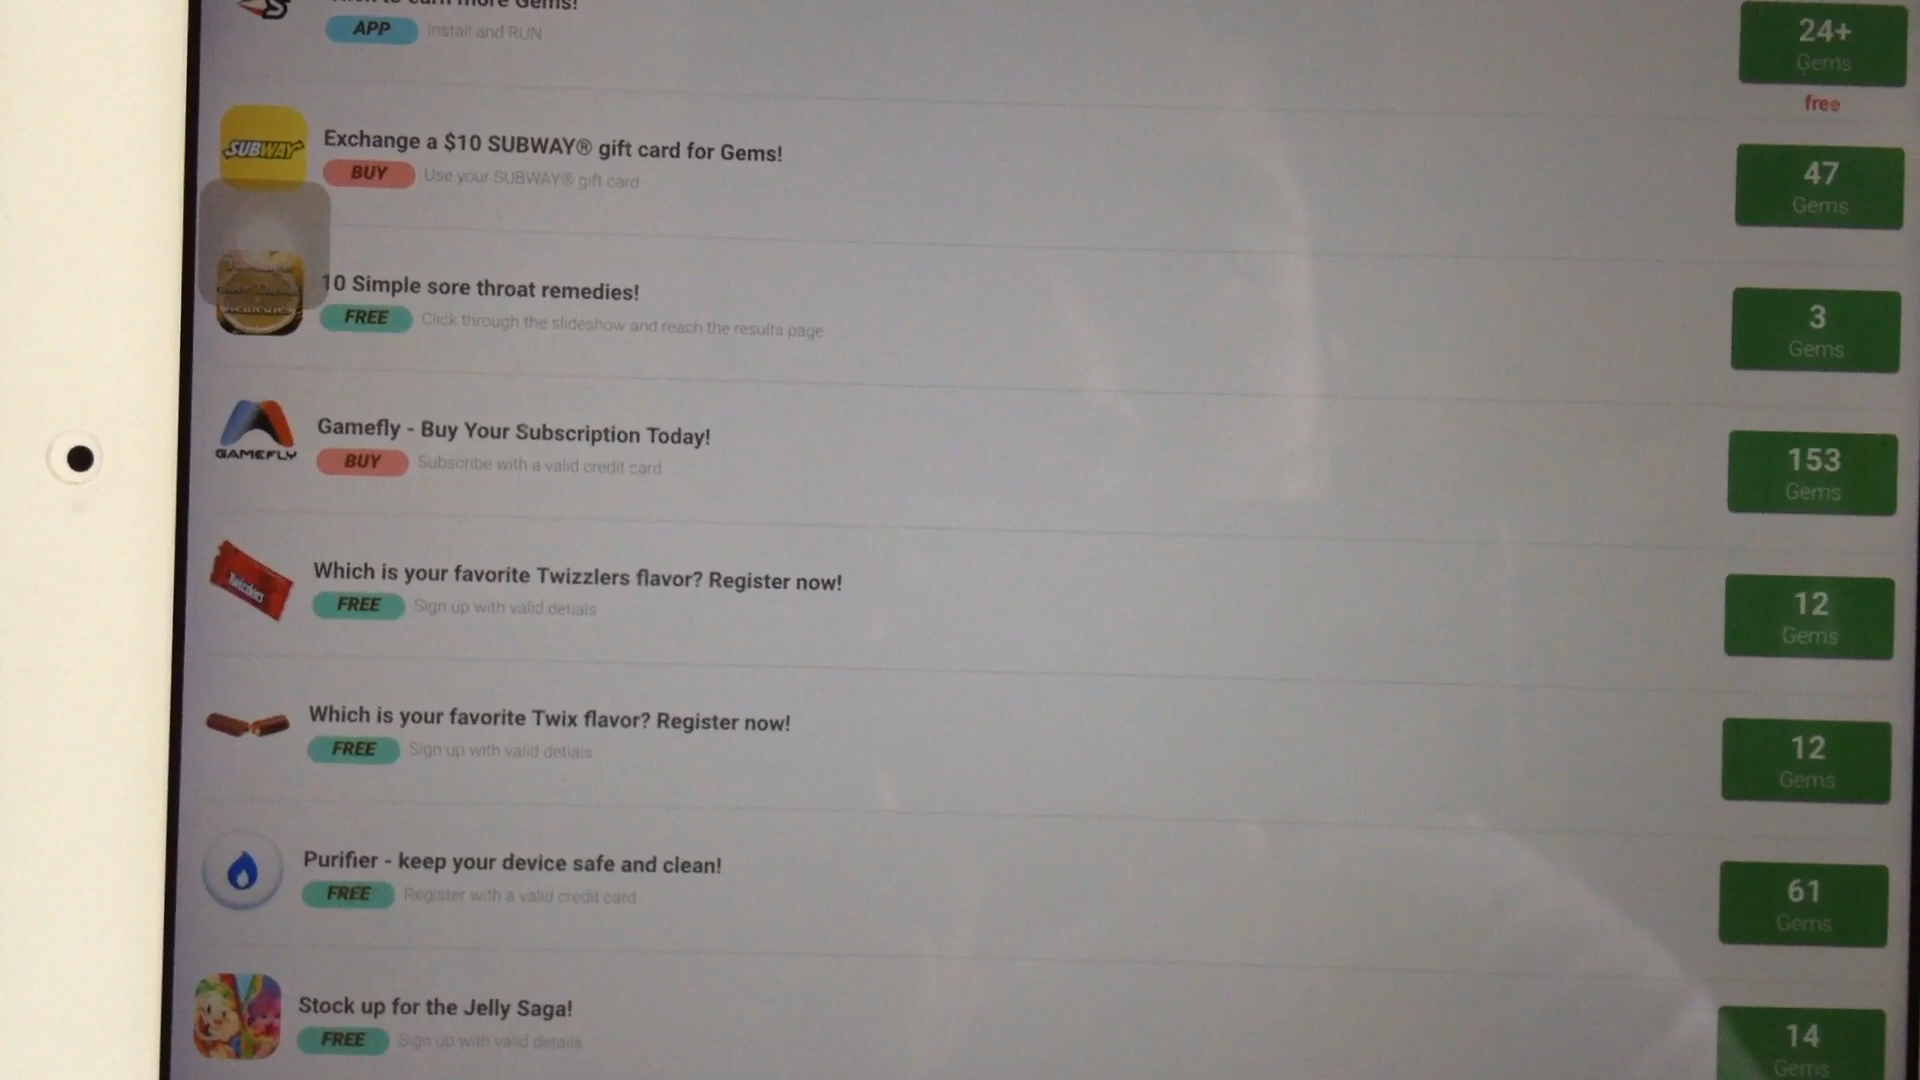 more Gems!
APP Install and RUN
24+
Gems
free
SUBWAY
Exchange a $10 SUBWAY® gift card for Gems!
BUY Use your SUBWAY® gift card
47
Gems
10 Simple sore throat remedies!
FREE Click through the slideshow and reach the results page
3
Gems
GAMEFLY
Gamefly - Buy Your Subscription Today!
BUY Subscribe with a valid credit card
153
Gems
Twizzlers
Which is your favorite Twizzlers flavor? Register now!
FREE Sign up with valid detials
12
Gems
Which is your favorite Twix flavor? Register now!
FREE Sign up with valid detials
12
Gems
Purifier - keep your device safe and clean!
FREE Register with a valid credit card
61
Gems
Stock up for the Jelly Saga!
FREE Sign up with valid details
14
Gems